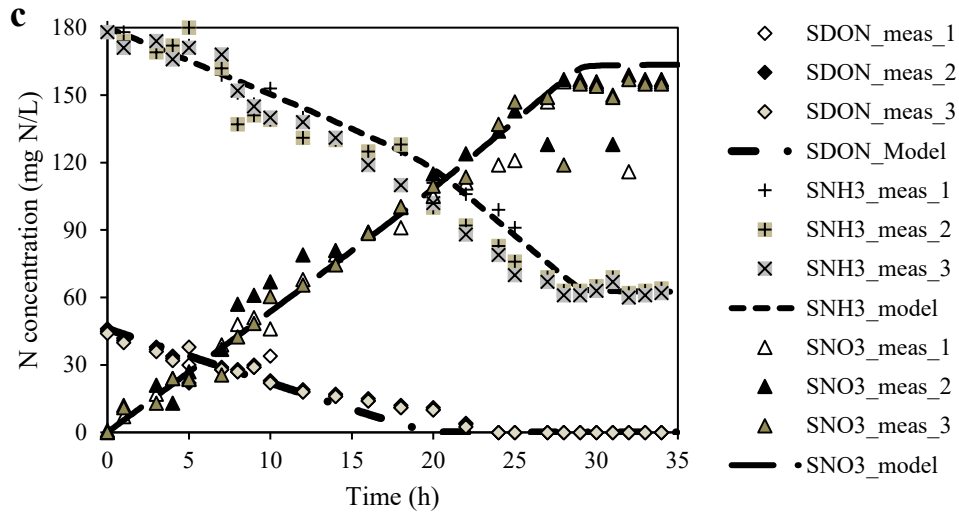 c
N concentration (mg N/L)
180
150
120
90
60
30
0
0 5 10 15 20 25 30 35
Time (h)
SDON_meas_1
SDON_meas_2
SDON_meas_3
SDON_Model
SNH3_meas_1
SNH3_meas_2
SNH3_meas_3
SNH3_model
SNO3_meas_1
SNO3_meas_2
SNO3_meas_3
SNO3_model